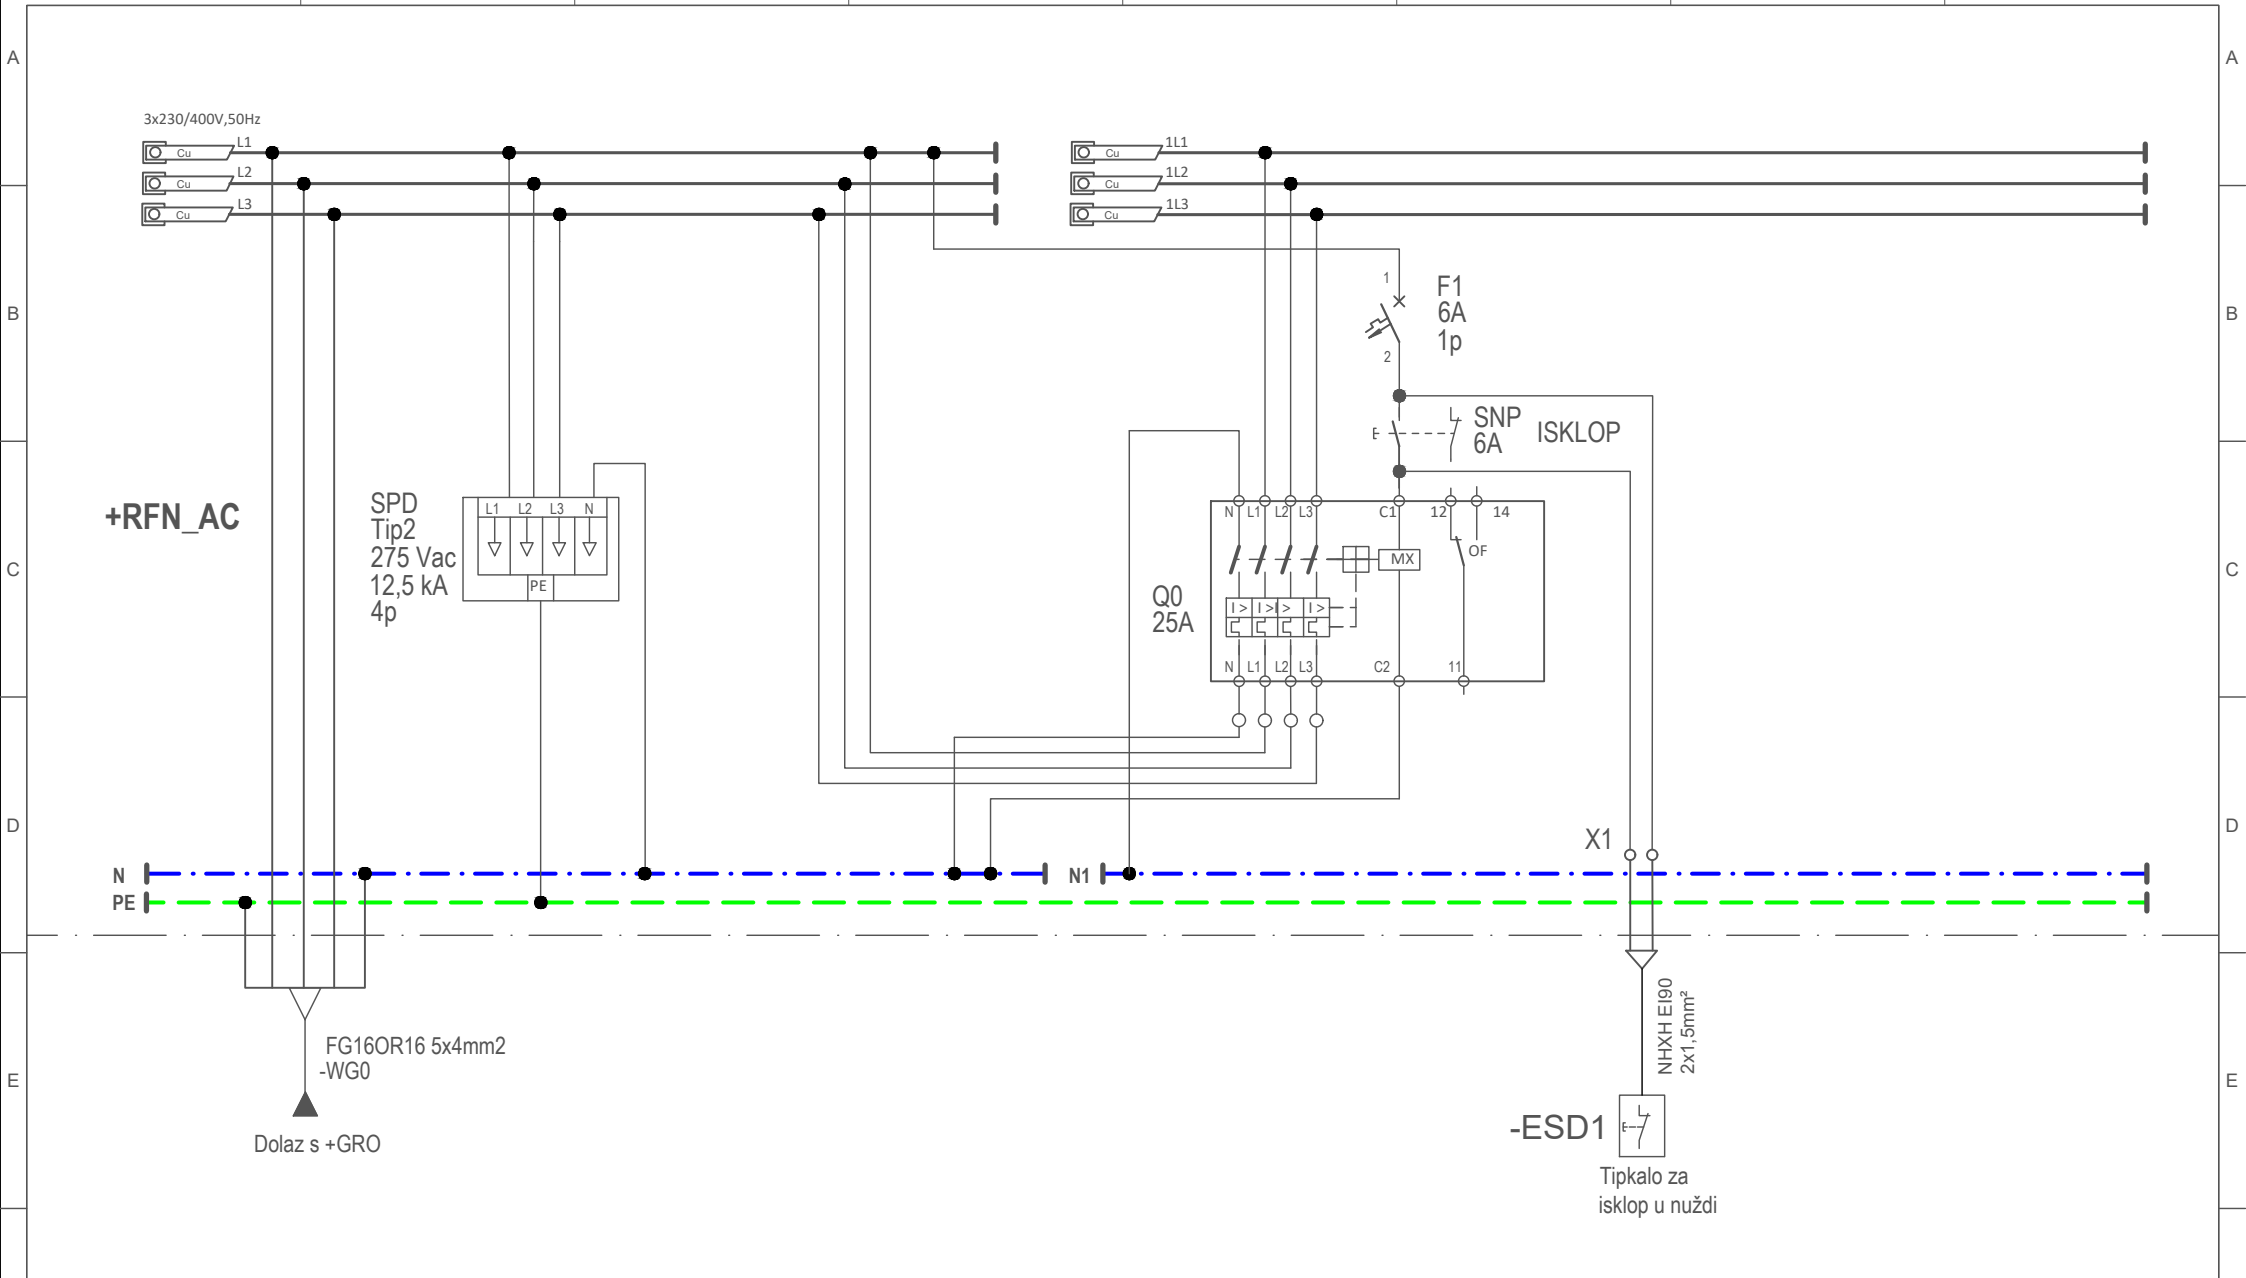 A
A
3x230/400V,50Hz
Cu L1
Cu L2
Cu L3
Cu 1L1
Cu 1L2
Cu 1L3
B
B
1
F1
6A
1p
2
SNP
6A
ISKLOP
+RFN_AC
SPD
Tip2
275 Vac
12,5 kA
4p
L1 L2 L3 N
PE
C
C
Q0
25A
N L1 L2 L3 C1 12 14
OF
MX
I > I > I > I >
N L1 L2 L3 C2 11
D
D
X1
N
N1
PE
FG16OR16 5x4mm2
-WG0
Dolaz s +GRO
E
E
NHXH EI90
2x1,5mm²
-ESD1
Tipkalo za
isklop u nuždi